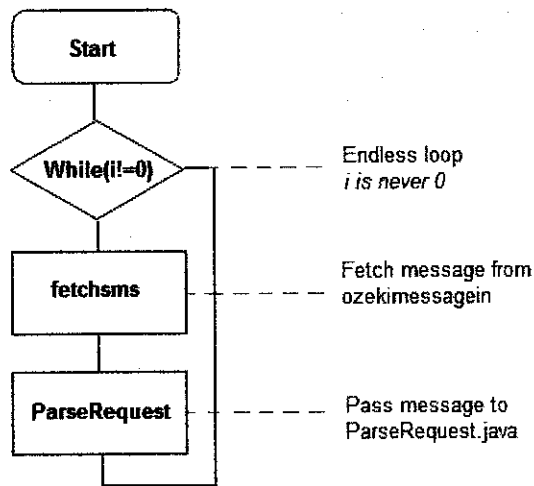 Start
While(i!=0)
Endless loop
i is never 0
fetchsms
Fetch message from
ozekimessagein
ParseRequest
Pass message to
ParseRequest.java